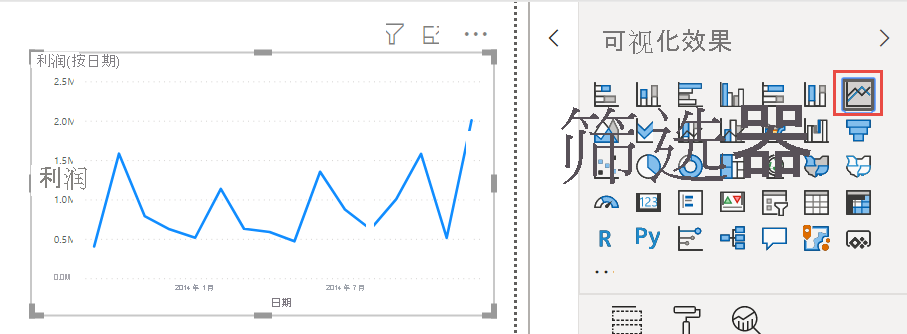 可视化效果
利润(按日期)
2.5M
2.0M
1.5M
利润
1.0M
0.5M
0.0M
2014 年 1月
2014 年 7月
日期
筛选器
123
R
Py